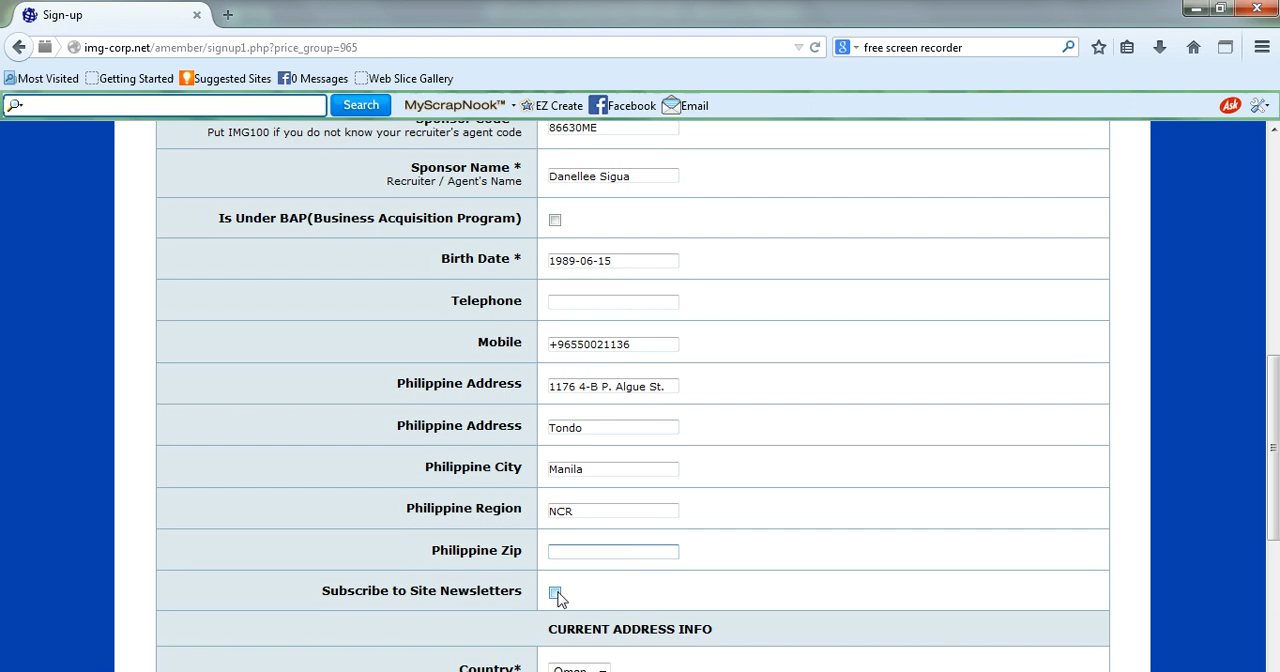 Sign-up
img-corp.net/amember/signup1.php?price_group=965
free screen recorder
Most Visited Getting Started Suggested Sites 0 Messages Web Slice Gallery
Search MyScrapNook™ EZ Create Facebook Email Ask
Sponsor Code
Put IMG100 if you do not know your recruiter's agent code
86630ME
Sponsor Name *
Recruiter / Agent's Name
Danellee Sigua
Is Under BAP(Business Acquisition Program)
Birth Date * 1989-06-15
Telephone
Mobile +96550021136
Philippine Address 1176 4-B P. Algue St.
Philippine Address Tondo
Philippine City Manila
Philippine Region NCR
Philippine Zip
Subscribe to Site Newsletters
CURRENT ADDRESS INFO
Country* Oman